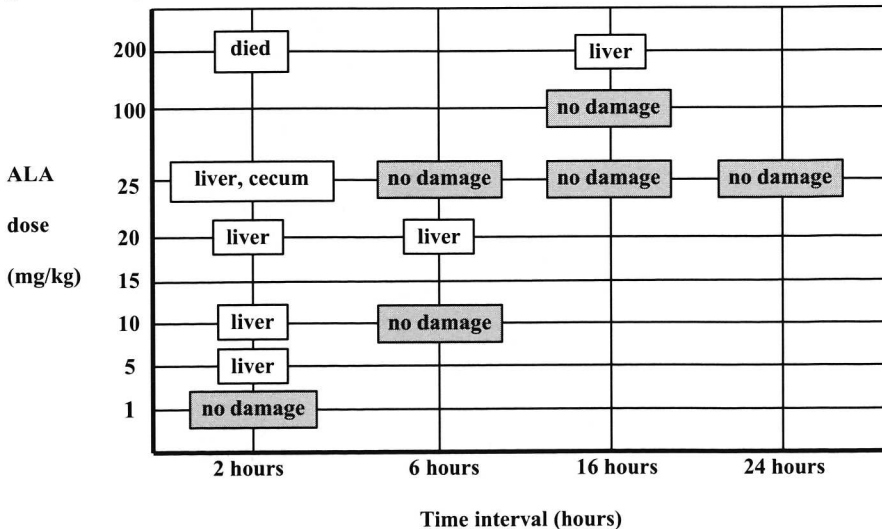 200 died liver
100 no damage
ALA
25 liver, cecum no damage no damage no damage
dose
20 liver liver
(mg/kg)
15
10 liver no damage
5 liver
1 no damage
2 hours 6 hours 16 hours 24 hours
Time interval (hours)